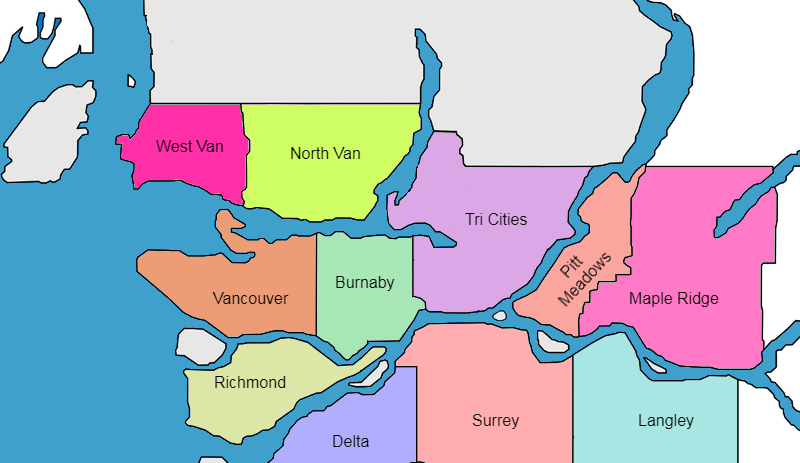 West Van
North Van
Tri Cities
Pitt
Meadows
Burnaby
Vancouver
Maple Ridge
Richmond
Surrey
Langley
Delta